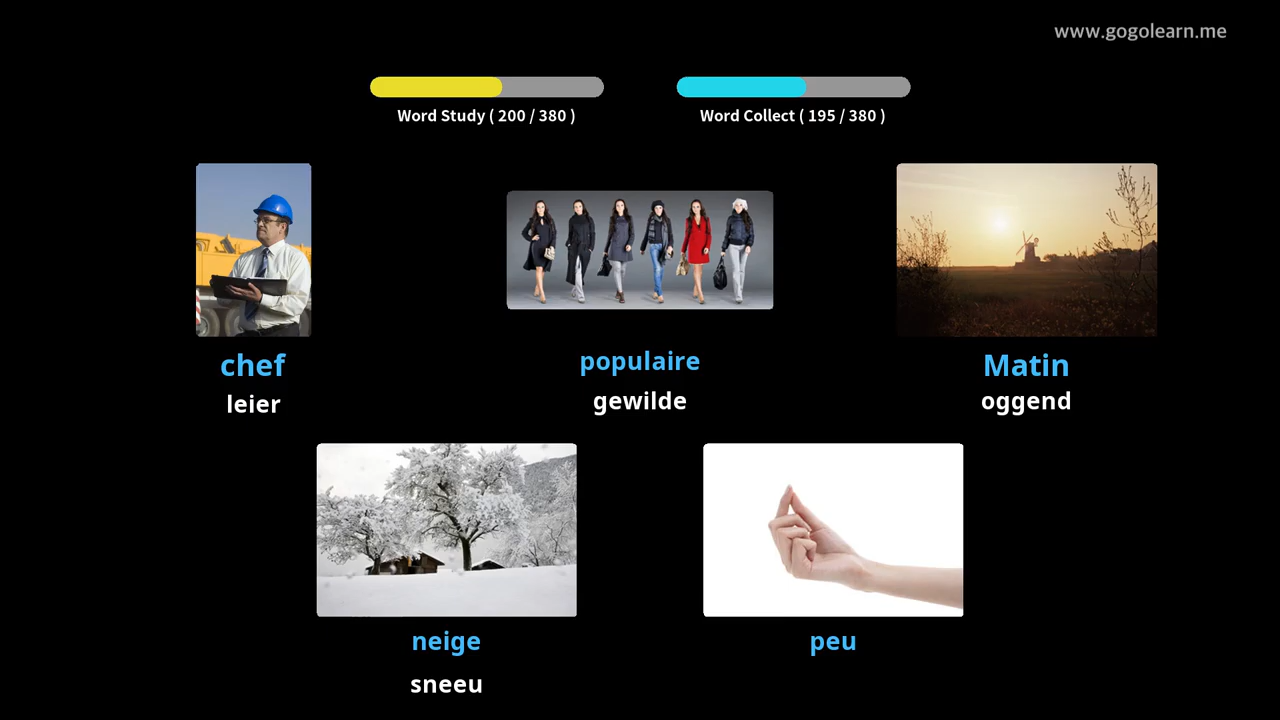 www.gogolearn.me
Word Study ( 200 / 380 )
Word Collect ( 195 / 380 )
chef
leier
populaire
gewilde
Matin
oggend
neige
sneeu
peu